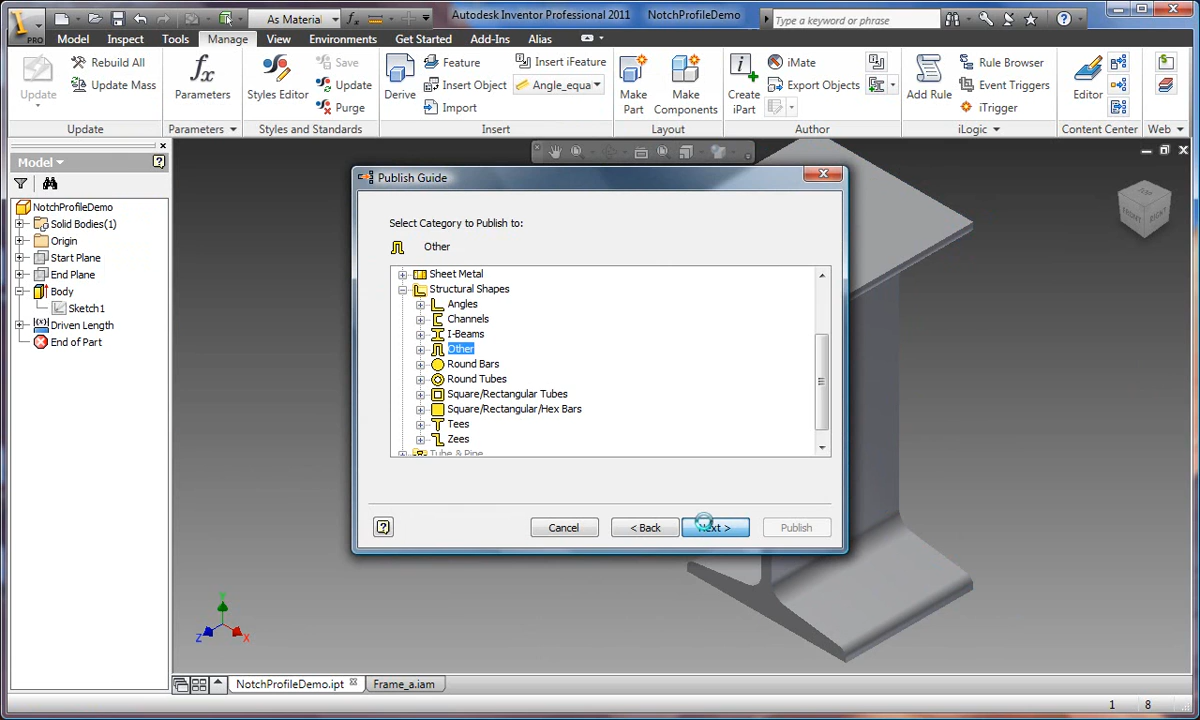 As Material
Autodesk Inventor Professional 2011 NotchProfileDemo
Type a keyword or phrase
PRO
Model Inspect Tools Manage View Environments Get Started Add-Ins Alias
Update
Rebuild All
Update Mass
Update
Parameters
Parameters
Styles Editor
Save
Update
Purge
Styles and Standards
Derive
Feature
Insert Object
Import
Insert iFeature
Angle_equa
Insert
Make Part
Make Components
Layout
Create iPart
iMate
Export Objects
Author
Add Rule
Rule Browser
Event Triggers
iTrigger
iLogic
Editor
Content Center
Web
Model
NotchProfileDemo
Solid Bodies(1)
Origin
Start Plane
End Plane
Body
Sketch1
Driven Length
End of Part
Publish Guide
Select Category to Publish to:
Other
Sheet Metal
Structural Shapes
Angles
Channels
I-Beams
Other
Round Bars
Round Tubes
Square/Rectangular Tubes
Square/Rectangular/Hex Bars
Tees
Zees
Tube & Pipe
Cancel < Back Next > Publish
FRONT RIGHT
Y
Z X
NotchProfileDemo.ipt Frame_a.iam
1 8